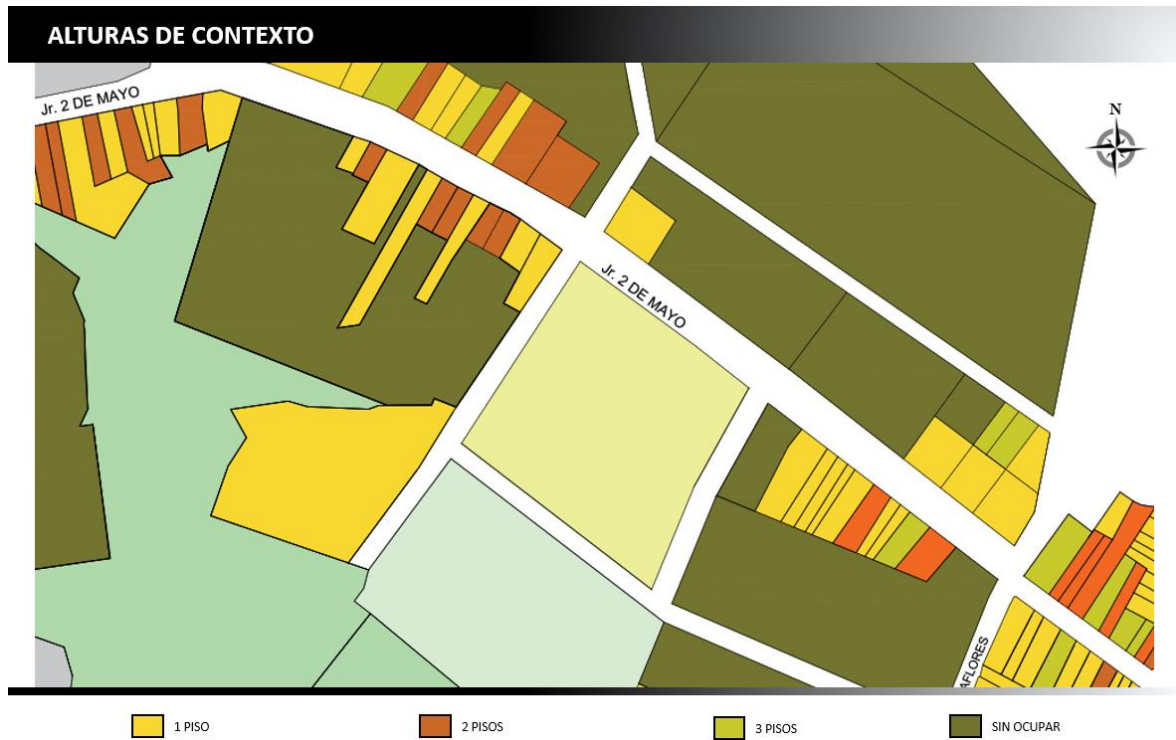 ALTURAS DE CONTEXTO
Jr. 2 DE MAYO
N
Jr. 2 DE MAYO
AFLORES
1 PISO
2 PISOS
3 PISOS
SIN OCUPAR